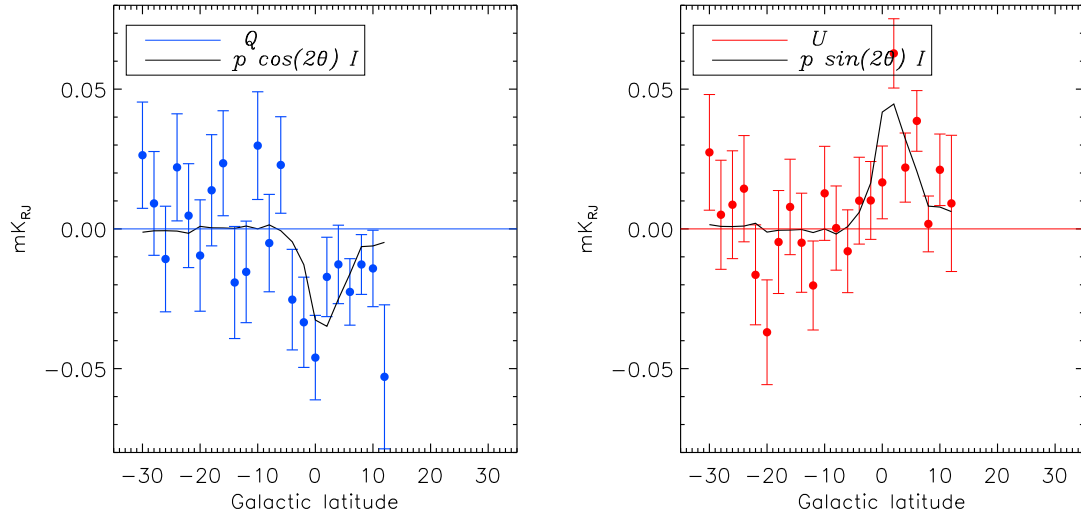 Q
p cos(2θ) I
0.05
0.00
-0.05
mK_RJ
-30 -20 -10 0 10 20 30
Galactic latitude
U
p sin(2θ) I
0.05
0.00
-0.05
mK_RJ
-30 -20 -10 0 10 20 30
Galactic latitude